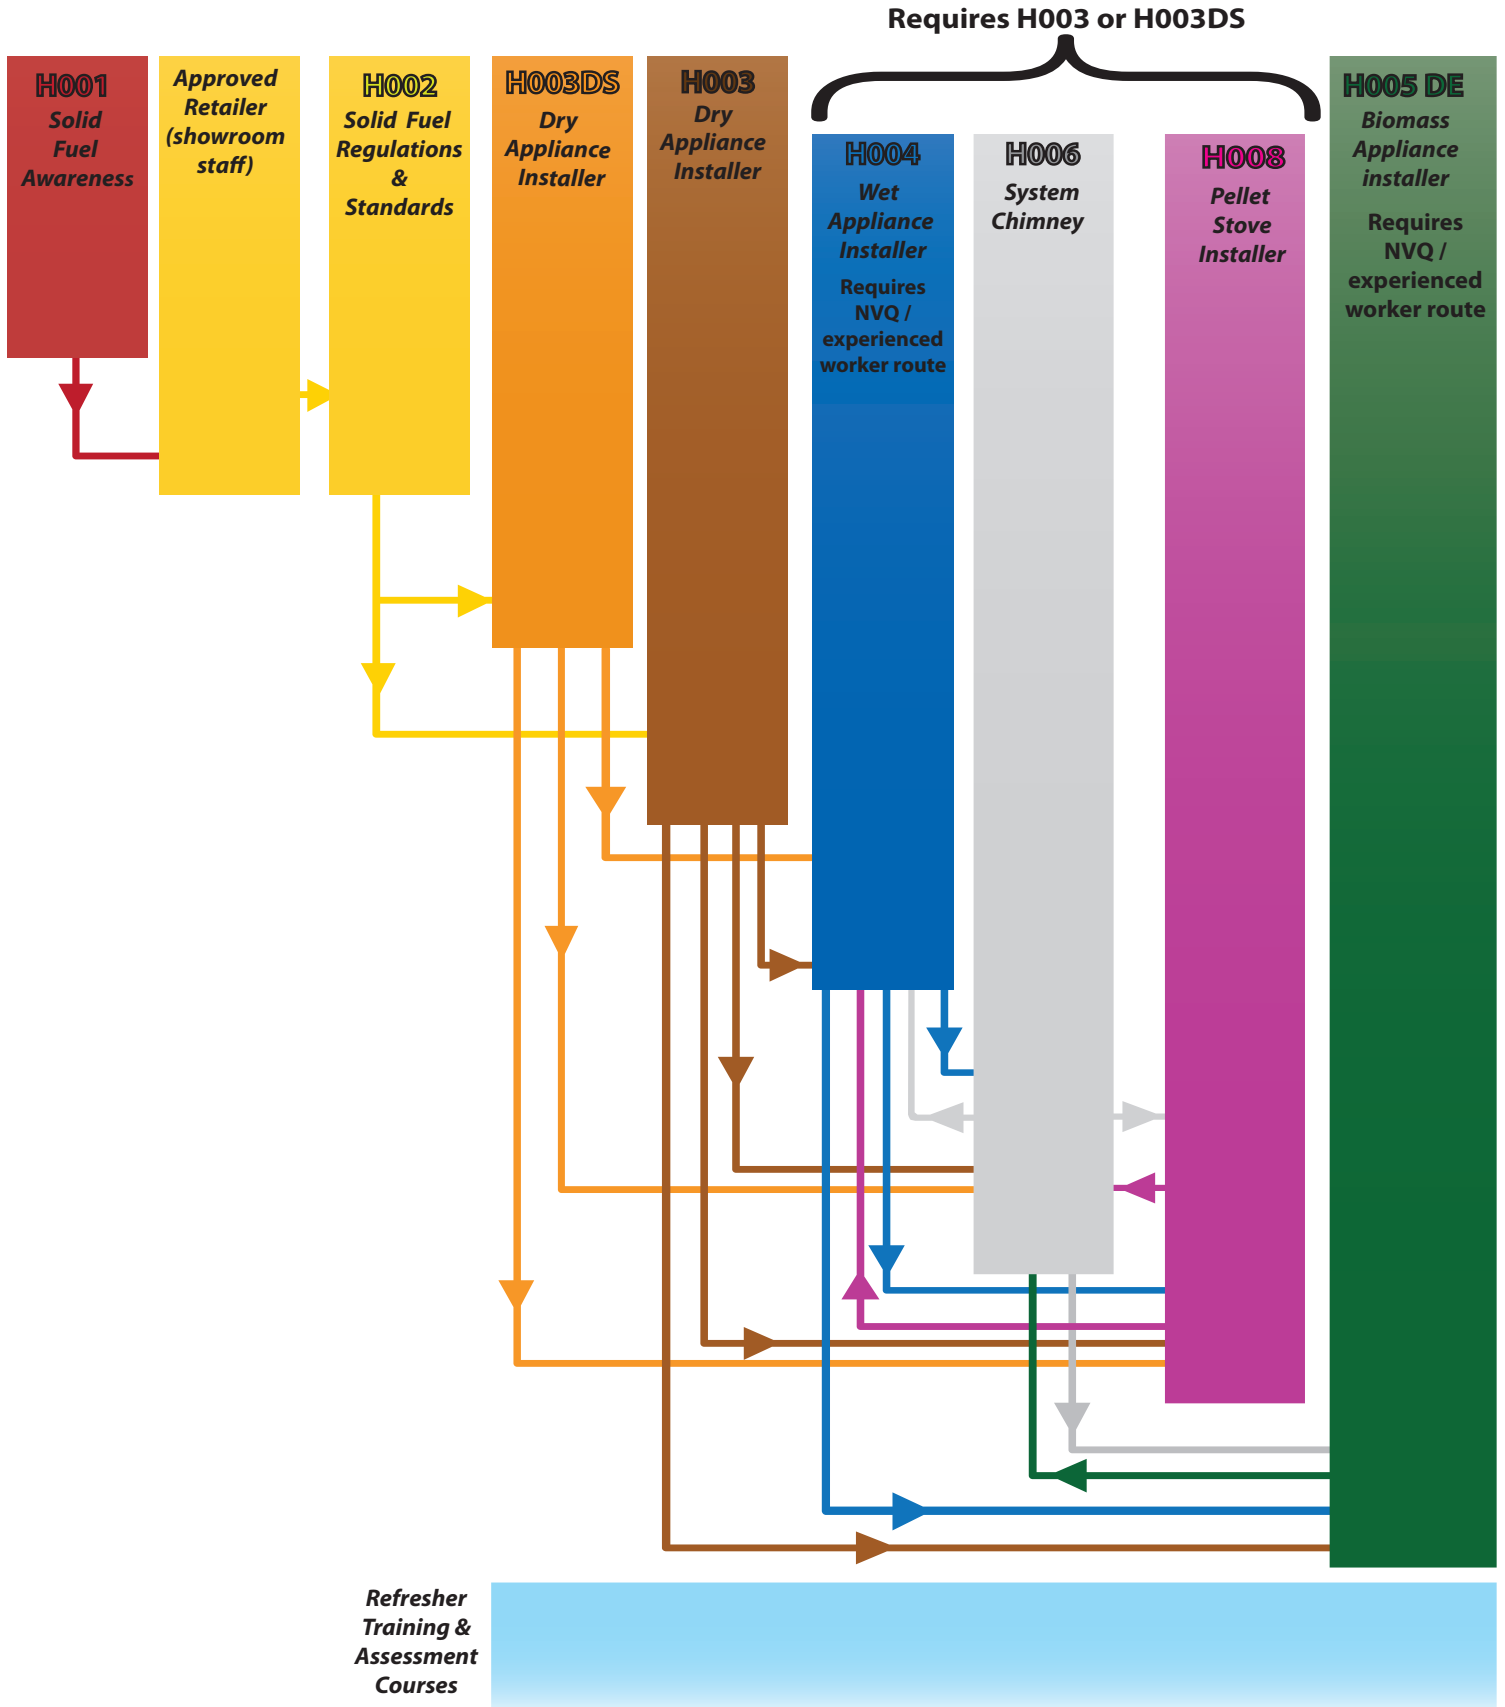 Requires H003 or H003DS
H001
Solid
Fuel
Awareness
Approved
Retailer
(showroom
staff)
H002
Solid Fuel
Regulations
&
Standards
H003DS
Dry
Appliance
Installer
H003
Dry
Appliance
Installer
H004
Wet
Appliance
Installer
Requires
NVQ /
experienced
worker route
H006
System
Chimney
H008
Pellet
Stove
Installer
H005 DE
Biomass
Appliance
installer
Requires
NVQ /
experienced
worker route
Refresher
Training &
Assessment
Courses